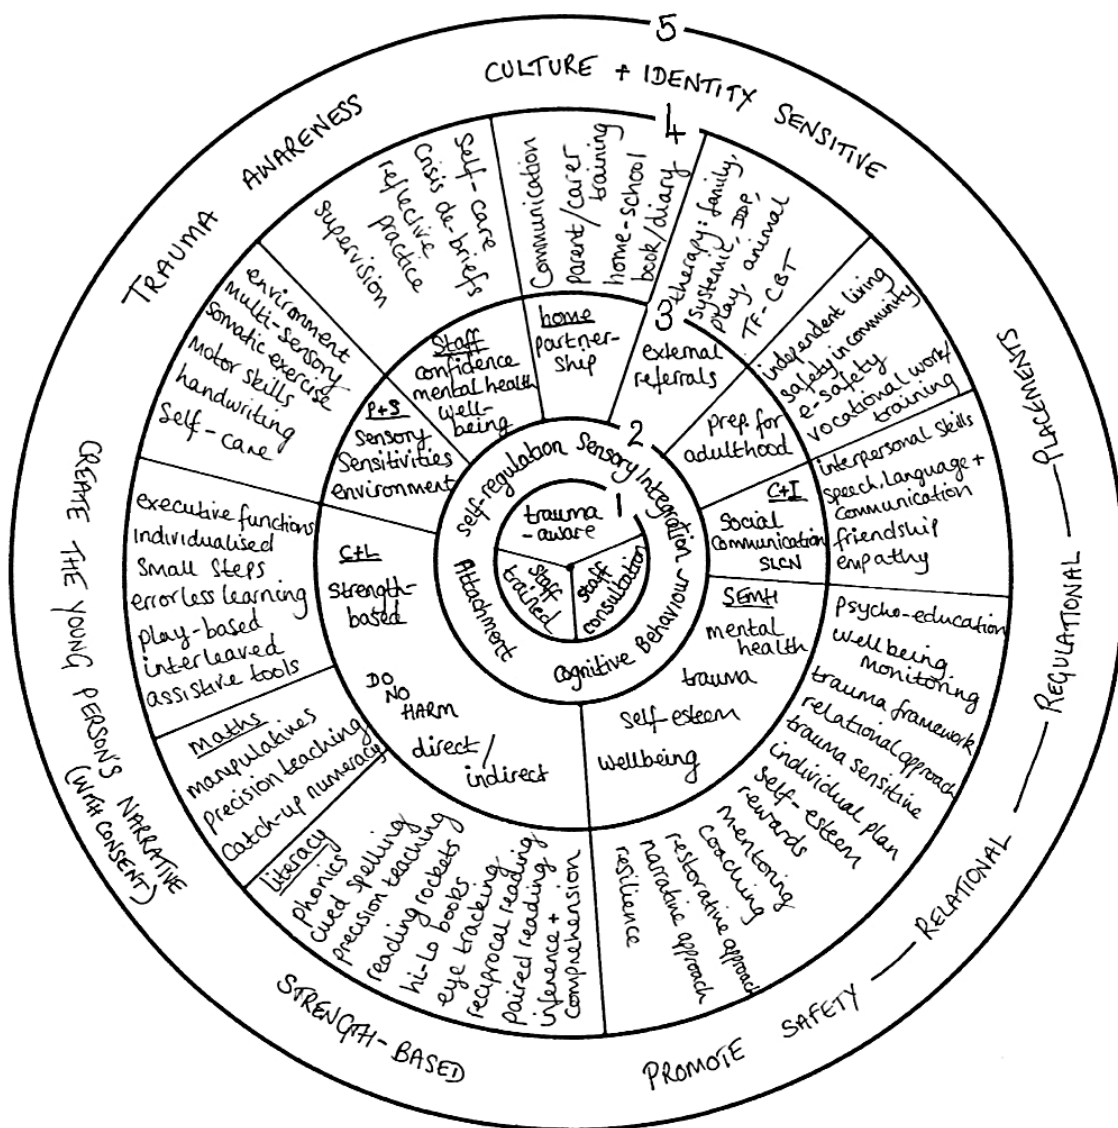 5
CULTURE + IDENTITY SENSITIVE
PLACEMENTS
REGULATIONAL
RELATIONAL
PROMOTE SAFETY
STRENGTH-BASED
CREATE THE YOUNG PERSON'S NARRATIVE
(WITH CONSENT)
TRAUMA AWARENESS
4
Communication
parent/carer
training
home-school
book/diary
therapy: family,
systemic, DDP,
play, animal
TF-CBT
independent living
safety in community
e-safety
vocational work/
training
interpersonal skills
speech, language +
communication
friendship
empathy
psycho-education
wellbeing
monitoring
trauma framework
relational approach
trauma sensitive
individual plan
self-esteem
rewards
mentoring
coaching
restorative approach
narrative approach
resilience
literacy
phonics
cued spelling
precision teaching
reading rockets
hi-Lo books
eye tracking
reciprocal reading
paired reading
inference +
comprehension
maths
manipulatives
precision teaching
catch-up numeracy
executive functions
individualised
small steps
errorless learning
play-based
interleaved
assistive tools
environment
multi-sensory
somatic exercise
motor skills
handwriting
self-care
self-care
crisis de-briefs
reflective
practice
supervision
3
home
partner-
ship
external
referrals
prep. for
adulthood
C+I
Social
communication
SLCN
SEMH
mental
health
trauma
self esteem
wellbeing
C+L
strength-
based
DO
NO
HARM
direct/
indirect
P+S
Sensory
Sensitivities
environment
Staff
confidence
mental health
well-
being
2
Self-regulation
Sensory Integration
Cognitive Behaviour
Attachment
1
trauma
-aware
staff
consultation
staff
trained